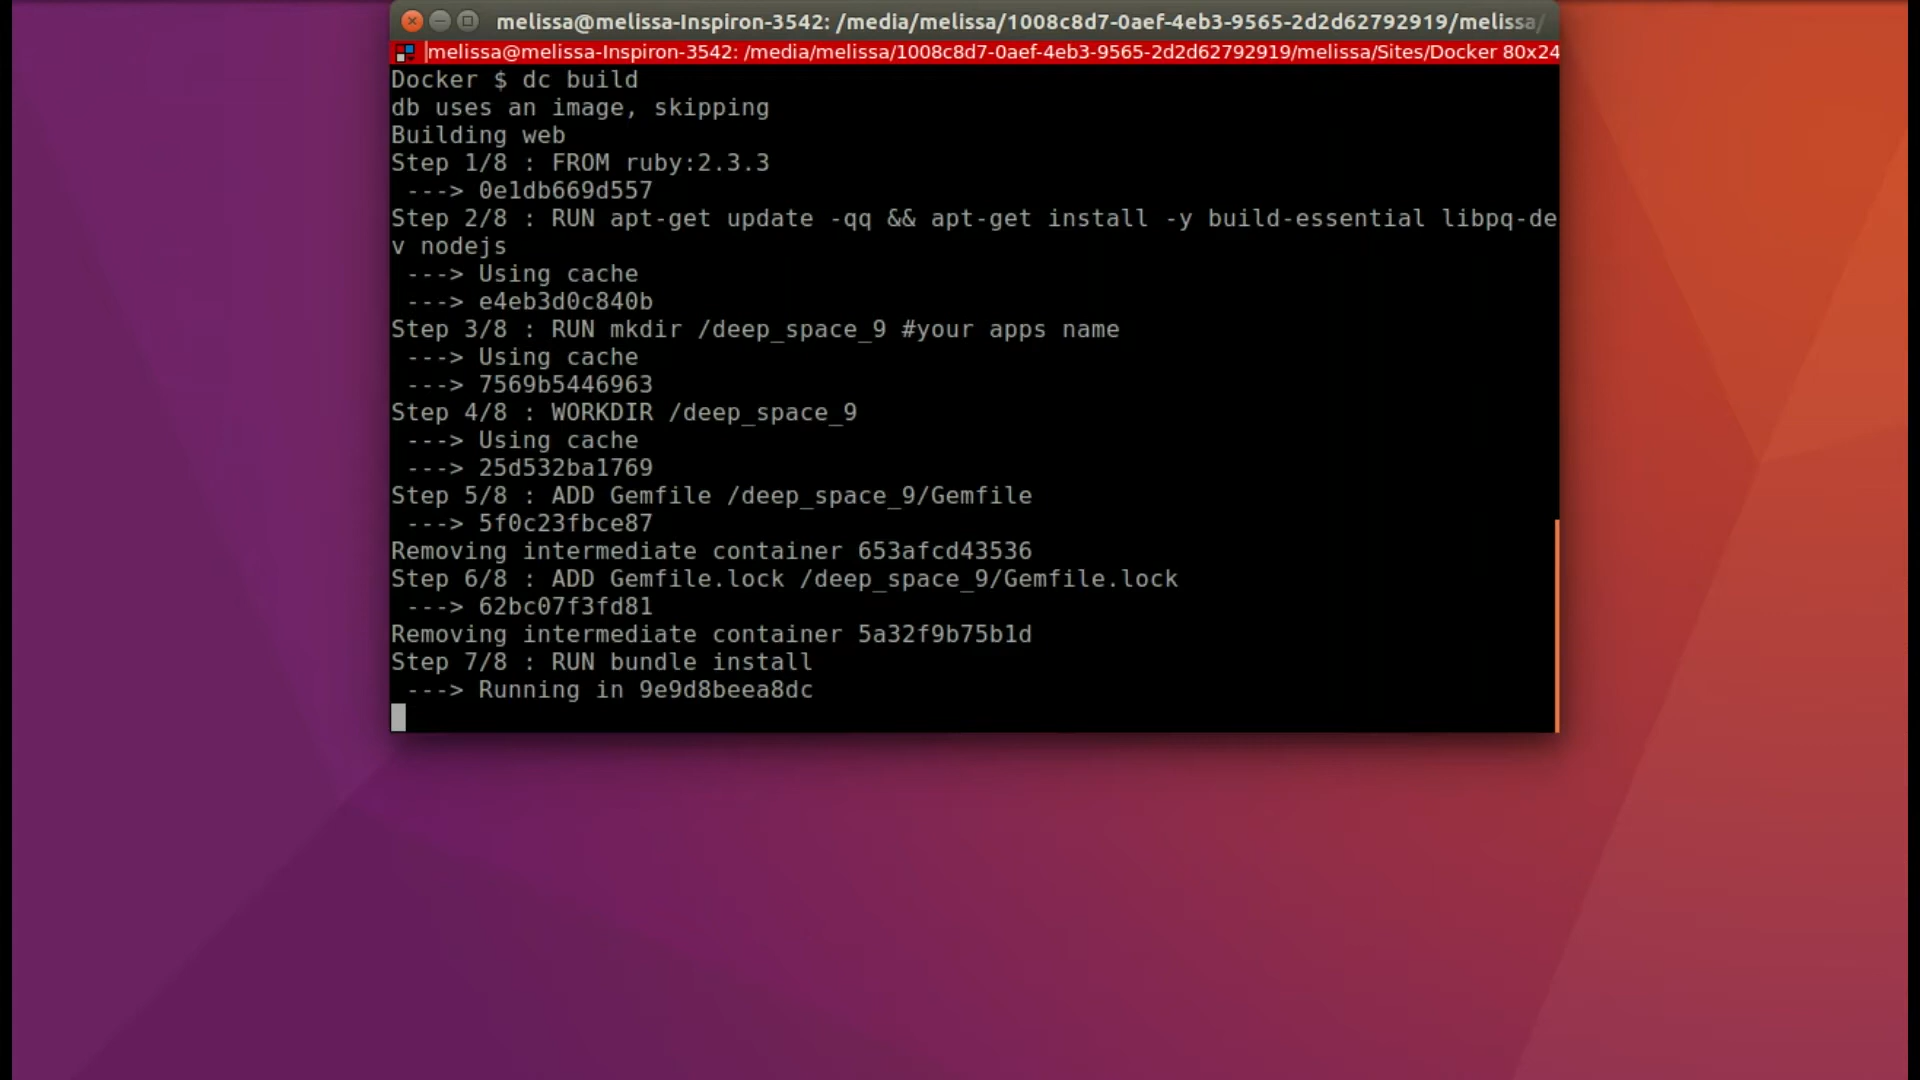 melissa@melissa-Inspiron-3542: /media/melissa/1008c8d7-0aef-4eb3-9565-2d2d62792919/melissa/
melissa@melissa-Inspiron-3542: /media/melissa/1008c8d7-0aef-4eb3-9565-2d2d62792919/melissa/Sites/Docker 80x24
Docker $ dc build
db uses an image, skipping
Building web
Step 1/8 : FROM ruby:2.3.3
 ---> 0e1db669d557
Step 2/8 : RUN apt-get update -qq && apt-get install -y build-essential libpq-de
v nodejs
 ---> Using cache
 ---> e4eb3d0c840b
Step 3/8 : RUN mkdir /deep_space_9 #your apps name
 ---> Using cache
 ---> 7569b5446963
Step 4/8 : WORKDIR /deep_space_9
 ---> Using cache
 ---> 25d532ba1769
Step 5/8 : ADD Gemfile /deep_space_9/Gemfile
 ---> 5f0c23fbce87
Removing intermediate container 653afcd43536
Step 6/8 : ADD Gemfile.lock /deep_space_9/Gemfile.lock
 ---> 62bc07f3fd81
Removing intermediate container 5a32f9b75b1d
Step 7/8 : RUN bundle install
 ---> Running in 9e9d8beea8dc